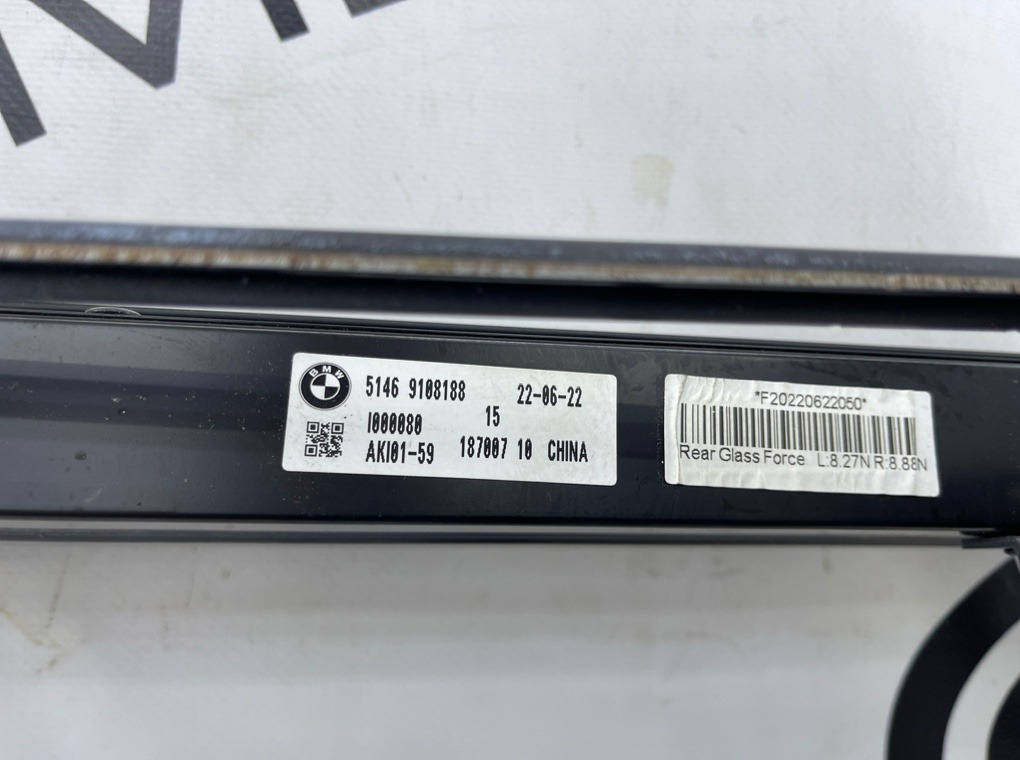 BMW
5146 9108188 22-06-22
I000080 15
AKI01-59 187007 10 CHINA
*F20220622050*
Rear Glass Force L:8.27N R:8.88N